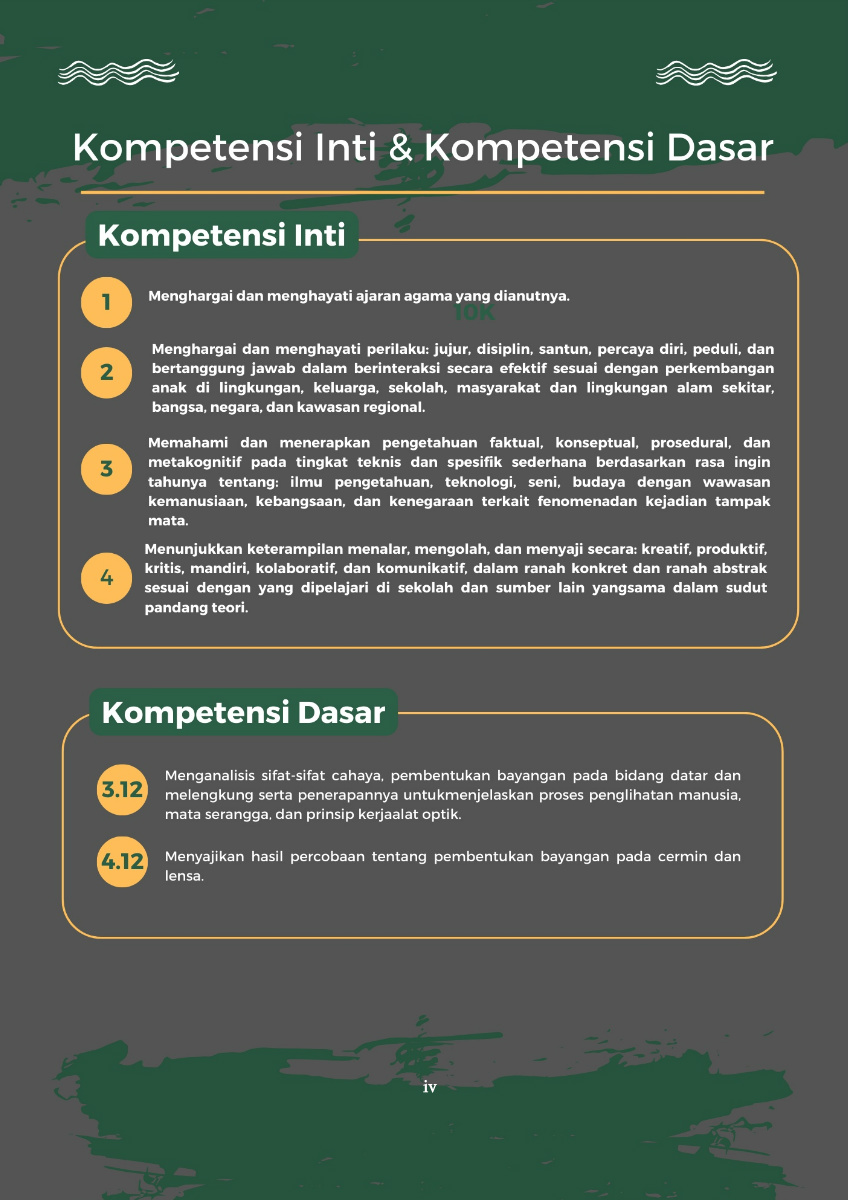 Kompetensi Inti & Kompetensi Dasar
Kompetensi Inti
1
Menghargai dan menghayati ajaran agama yang dianutnya.
10K
2
Menghargai dan menghayati perilaku: jujur, disiplin, santun, percaya diri, peduli, dan
bertanggung jawab dalam berinteraksi secara efektif sesuai dengan perkembangan
anak di lingkungan, keluarga, sekolah, masyarakat dan lingkungan alam sekitar,
bangsa, negara, dan kawasan regional.
3
Memahami dan menerapkan pengetahuan faktual, konseptual, prosedural, dan
metakognitif pada tingkat teknis dan spesifik sederhana berdasarkan rasa ingin
tahunya tentang: ilmu pengetahuan, teknologi, seni, budaya dengan wawasan
kemanusiaan, kebangsaan, dan kenegaraan terkait fenomenadan kejadian tampak
mata.
4
Menunjukkan keterampilan menalar, mengolah, dan menyaji secara: kreatif, produktif,
kritis, mandiri, kolaboratif, dan komunikatif, dalam ranah konkret dan ranah abstrak
sesuai dengan yang dipelajari di sekolah dan sumber lain yangsama dalam sudut
pandang teori.
Kompetensi Dasar
3.12
Menganalisis sifat-sifat cahaya, pembentukan bayangan pada bidang datar dan
melengkung serta penerapannya untukmenjelaskan proses penglihatan manusia,
mata serangga, dan prinsip kerjaalat optik.
4.12
Menyajikan hasil percobaan tentang pembentukan bayangan pada cermin dan
lensa.
iv